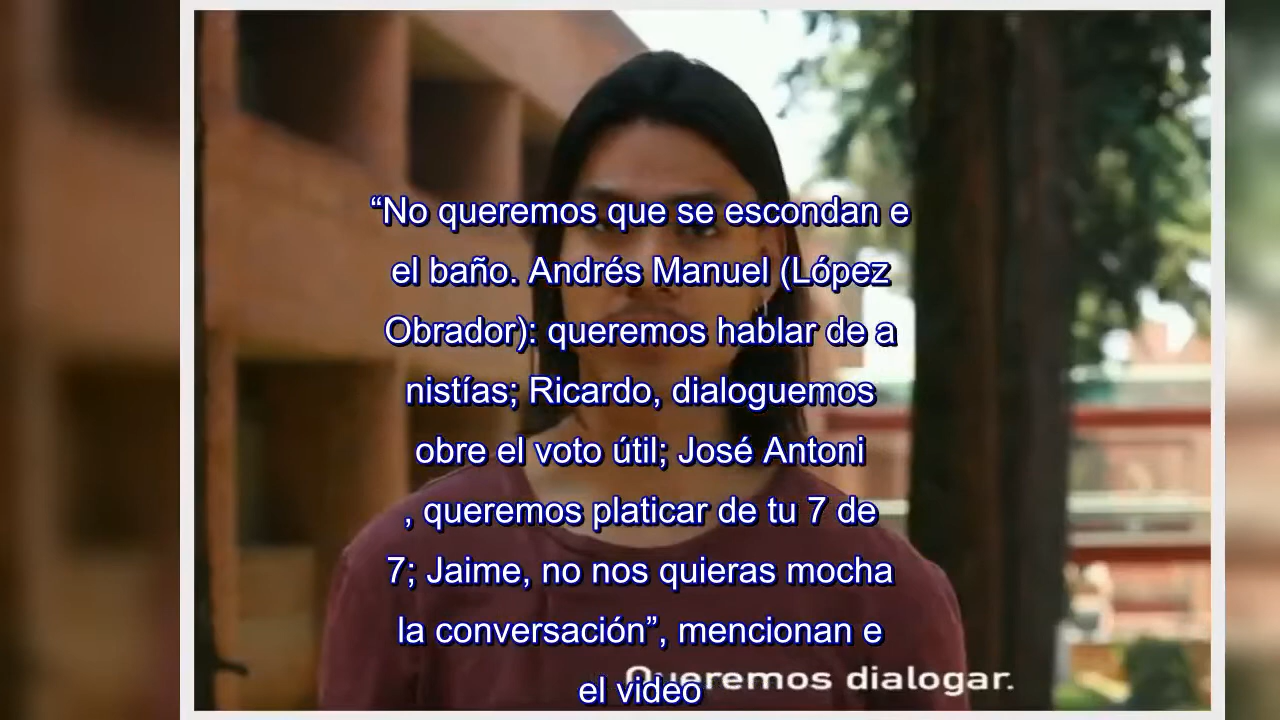 “No queremos que se escondan e
el baño. Andrés Manuel (López
Obrador): queremos hablar de a
nistías; Ricardo, dialoguemos
obre el voto útil; José Antoni
, queremos platicar de tu 7 de
7; Jaime, no nos quieras mocha
la conversación”, mencionan e
el video
Queremos dialogar.